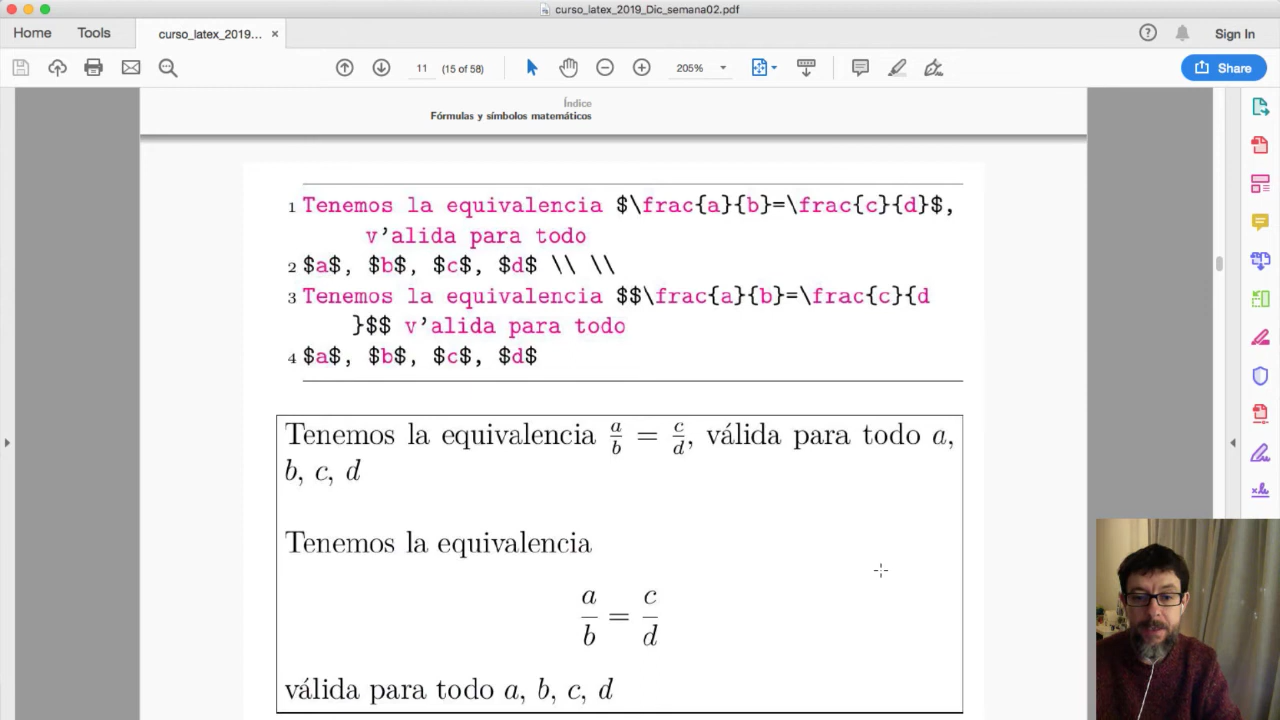 curso_latex_2019_Dic_semana02.pdf
Home Tools curso_latex_2019... × Sign In
11 (15 of 58) 205% Share
Índice
Fórmulas y símbolos matemáticos
1 Tenemos la equivalencia $\frac{a}{b}=\frac{c}{d}$,
v'alida para todo
2 $a$, $b$, $c$, $d$ \\ \\
3 Tenemos la equivalencia $$\frac{a}{b}=\frac{c}{d
}$$ v'alida para todo
4 $a$, $b$, $c$, $d$
Tenemos la equivalencia a/b = c/d, válida para todo a,
b, c, d
Tenemos la equivalencia
a/b = c/d
válida para todo a, b, c, d